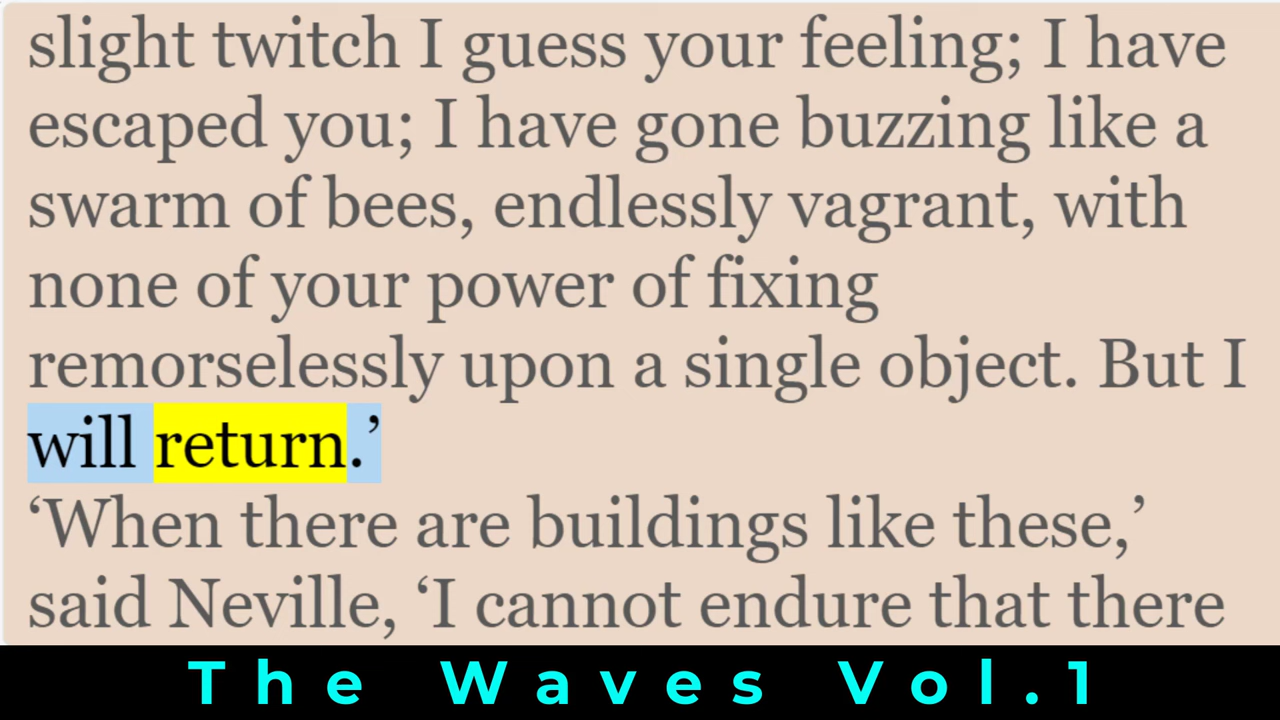 slight twitch I guess your feeling; I have
escaped you; I have gone buzzing like a
swarm of bees, endlessly vagrant, with
none of your power of fixing
remorselessly upon a single object. But I
will return.’
‘When there are buildings like these,’
said Neville, ‘I cannot endure that there
The Waves Vol.1